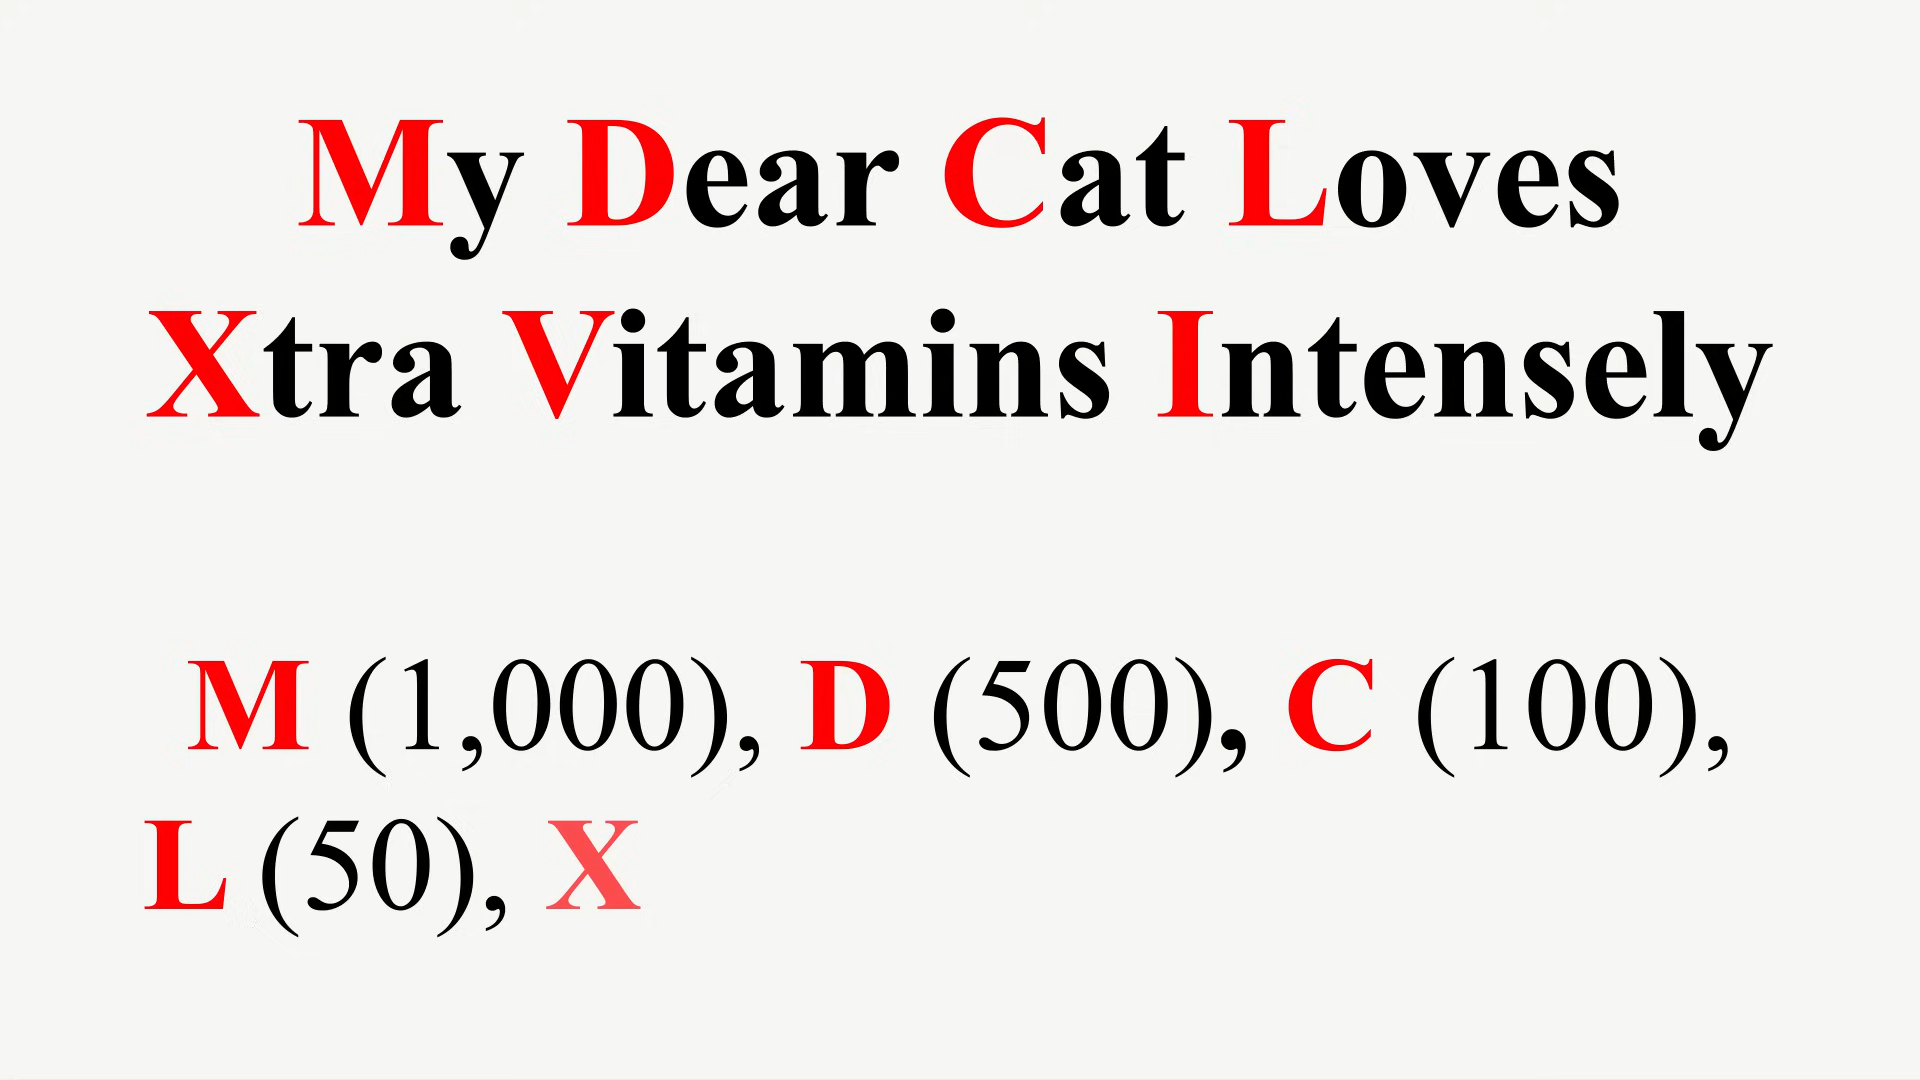 My Dear Cat Loves
Xtra Vitamins Intensely
M (1,000), D (500), C (100),
L (50), X